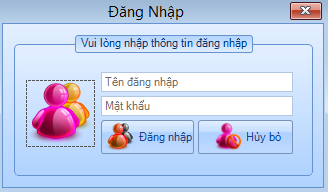 Đăng Nhập
Vui lòng nhập thông tin đăng nhập
Tên đăng nhập
Mật khẩu
Đăng nhập Hủy bỏ